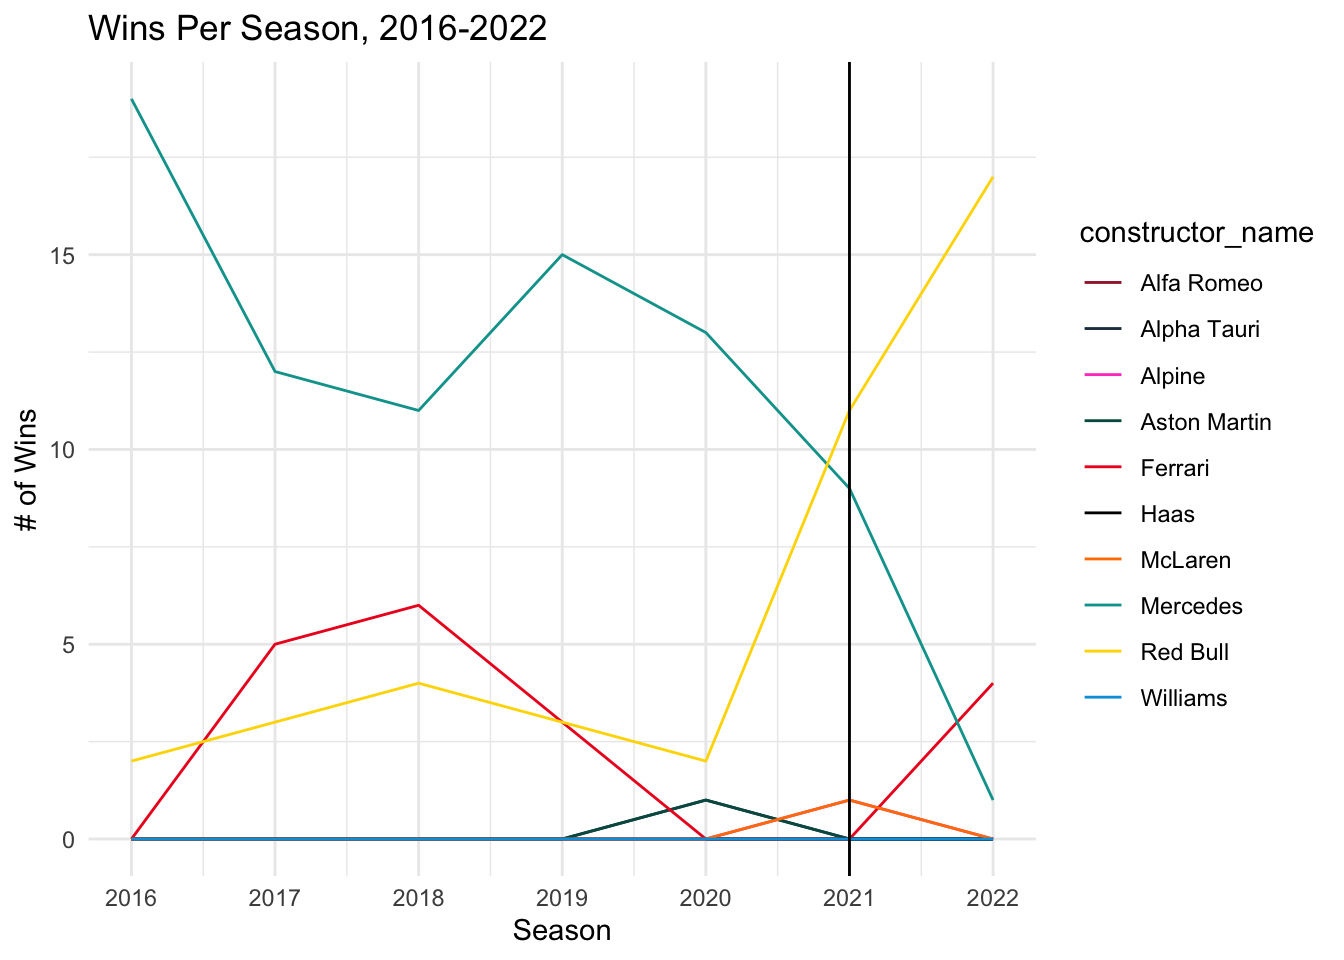 Wins Per Season, 2016-2022
# of Wins
15
10
5
0
2016 2017 2018 2019 2020 2021 2022
Season
constructor_name
Alfa Romeo
Alpha Tauri
Alpine
Aston Martin
Ferrari
Haas
McLaren
Mercedes
Red Bull
Williams